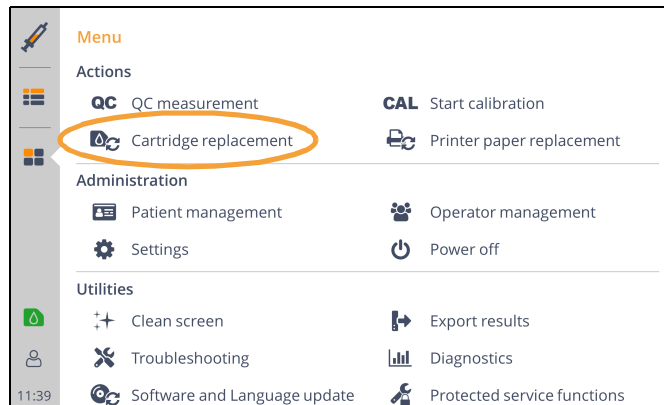 Menu
Actions
QC QC measurement
CAL Start calibration
Cartridge replacement
Printer paper replacement
Administration
Patient management
Operator management
Settings
Power off
Utilities
Clean screen
Export results
Troubleshooting
Diagnostics
Software and Language update
Protected service functions
11:39